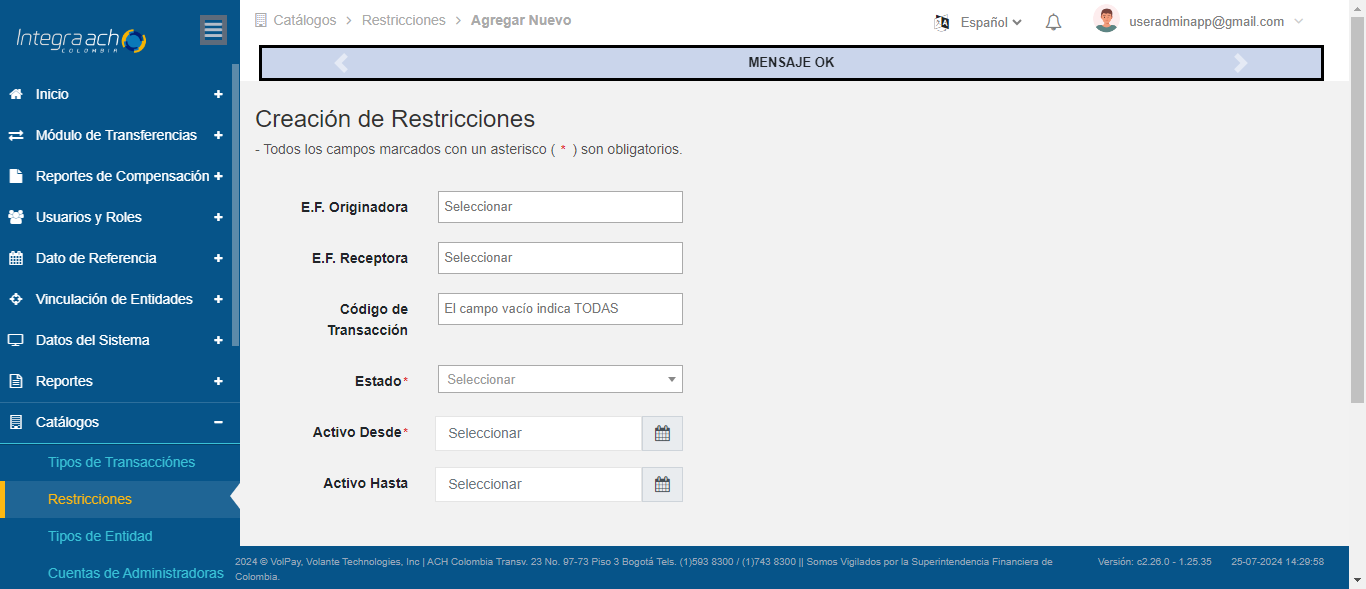 Integra ach
COLOMBIA
Catálogos > Restricciones > Agregar Nuevo
Español
useradminapp@gmail.com
MENSAJE OK
Inicio +
Módulo de Transferencias +
Reportes de Compensación +
Usuarios y Roles +
Dato de Referencia +
Vinculación de Entidades +
Datos del Sistema +
Reportes +
Catálogos −
Tipos de Transacciónes
Restricciones
Tipos de Entidad
Cuentas de Administradoras
Creación de Restricciones
- Todos los campos marcados con un asterisco ( * ) son obligatorios.
E.F. Originadora
Seleccionar
E.F. Receptora
Seleccionar
Código de
Transacción
El campo vacío indica TODAS
Estado*
Seleccionar
Activo Desde*
Seleccionar
Activo Hasta
Seleccionar
2024 © VolPay, Volante Technologies, Inc | ACH Colombia Transv. 23 No. 97-73 Piso 3 Bogotá Tels. (1)593 8300 / (1)743 8300 || Somos Vigilados por la Superintendencia Financiera de
Colombia.
Versión: c2.26.0 - 1.25.35
25-07-2024 14:29:58